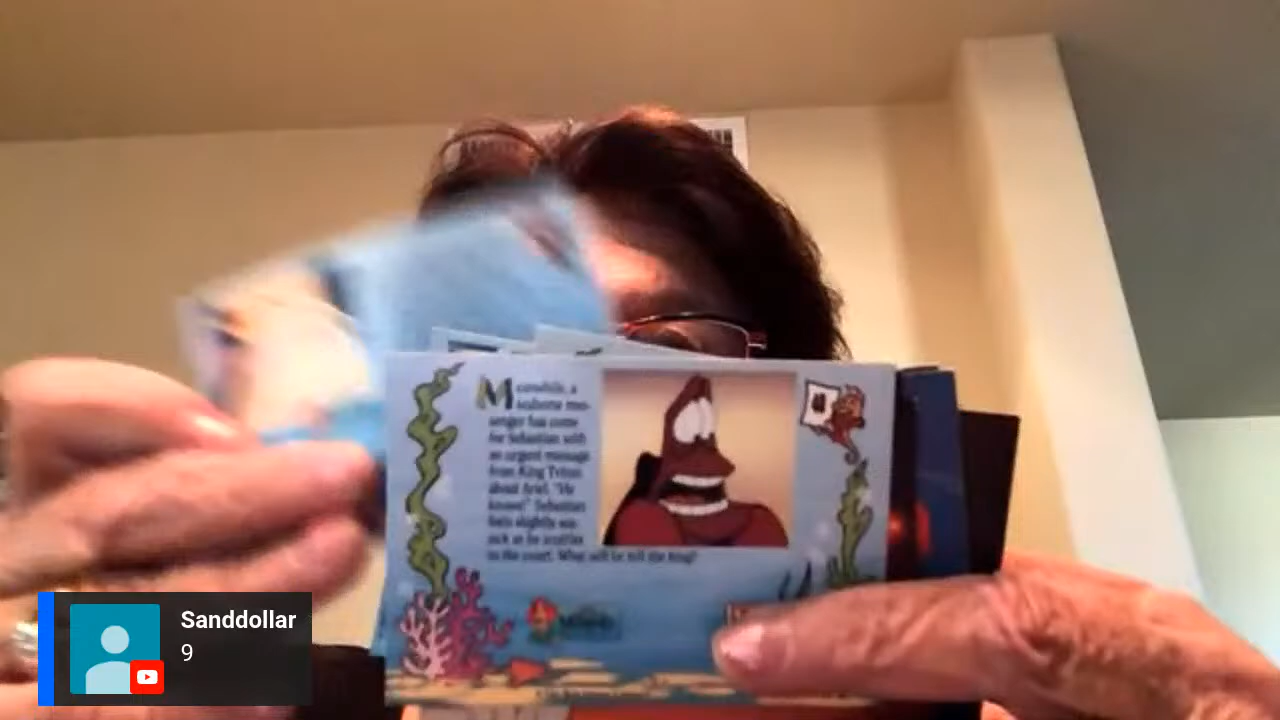 Meanwhile, a
seahorse mes-
senger has come
for Sebastian with
an urgent message
from King Triton
about Ariel. "He
knows!" Sebastian
feels slightly sea-
sick as he scuttles
to the court. What will he tell the King?
Sanddollar
9